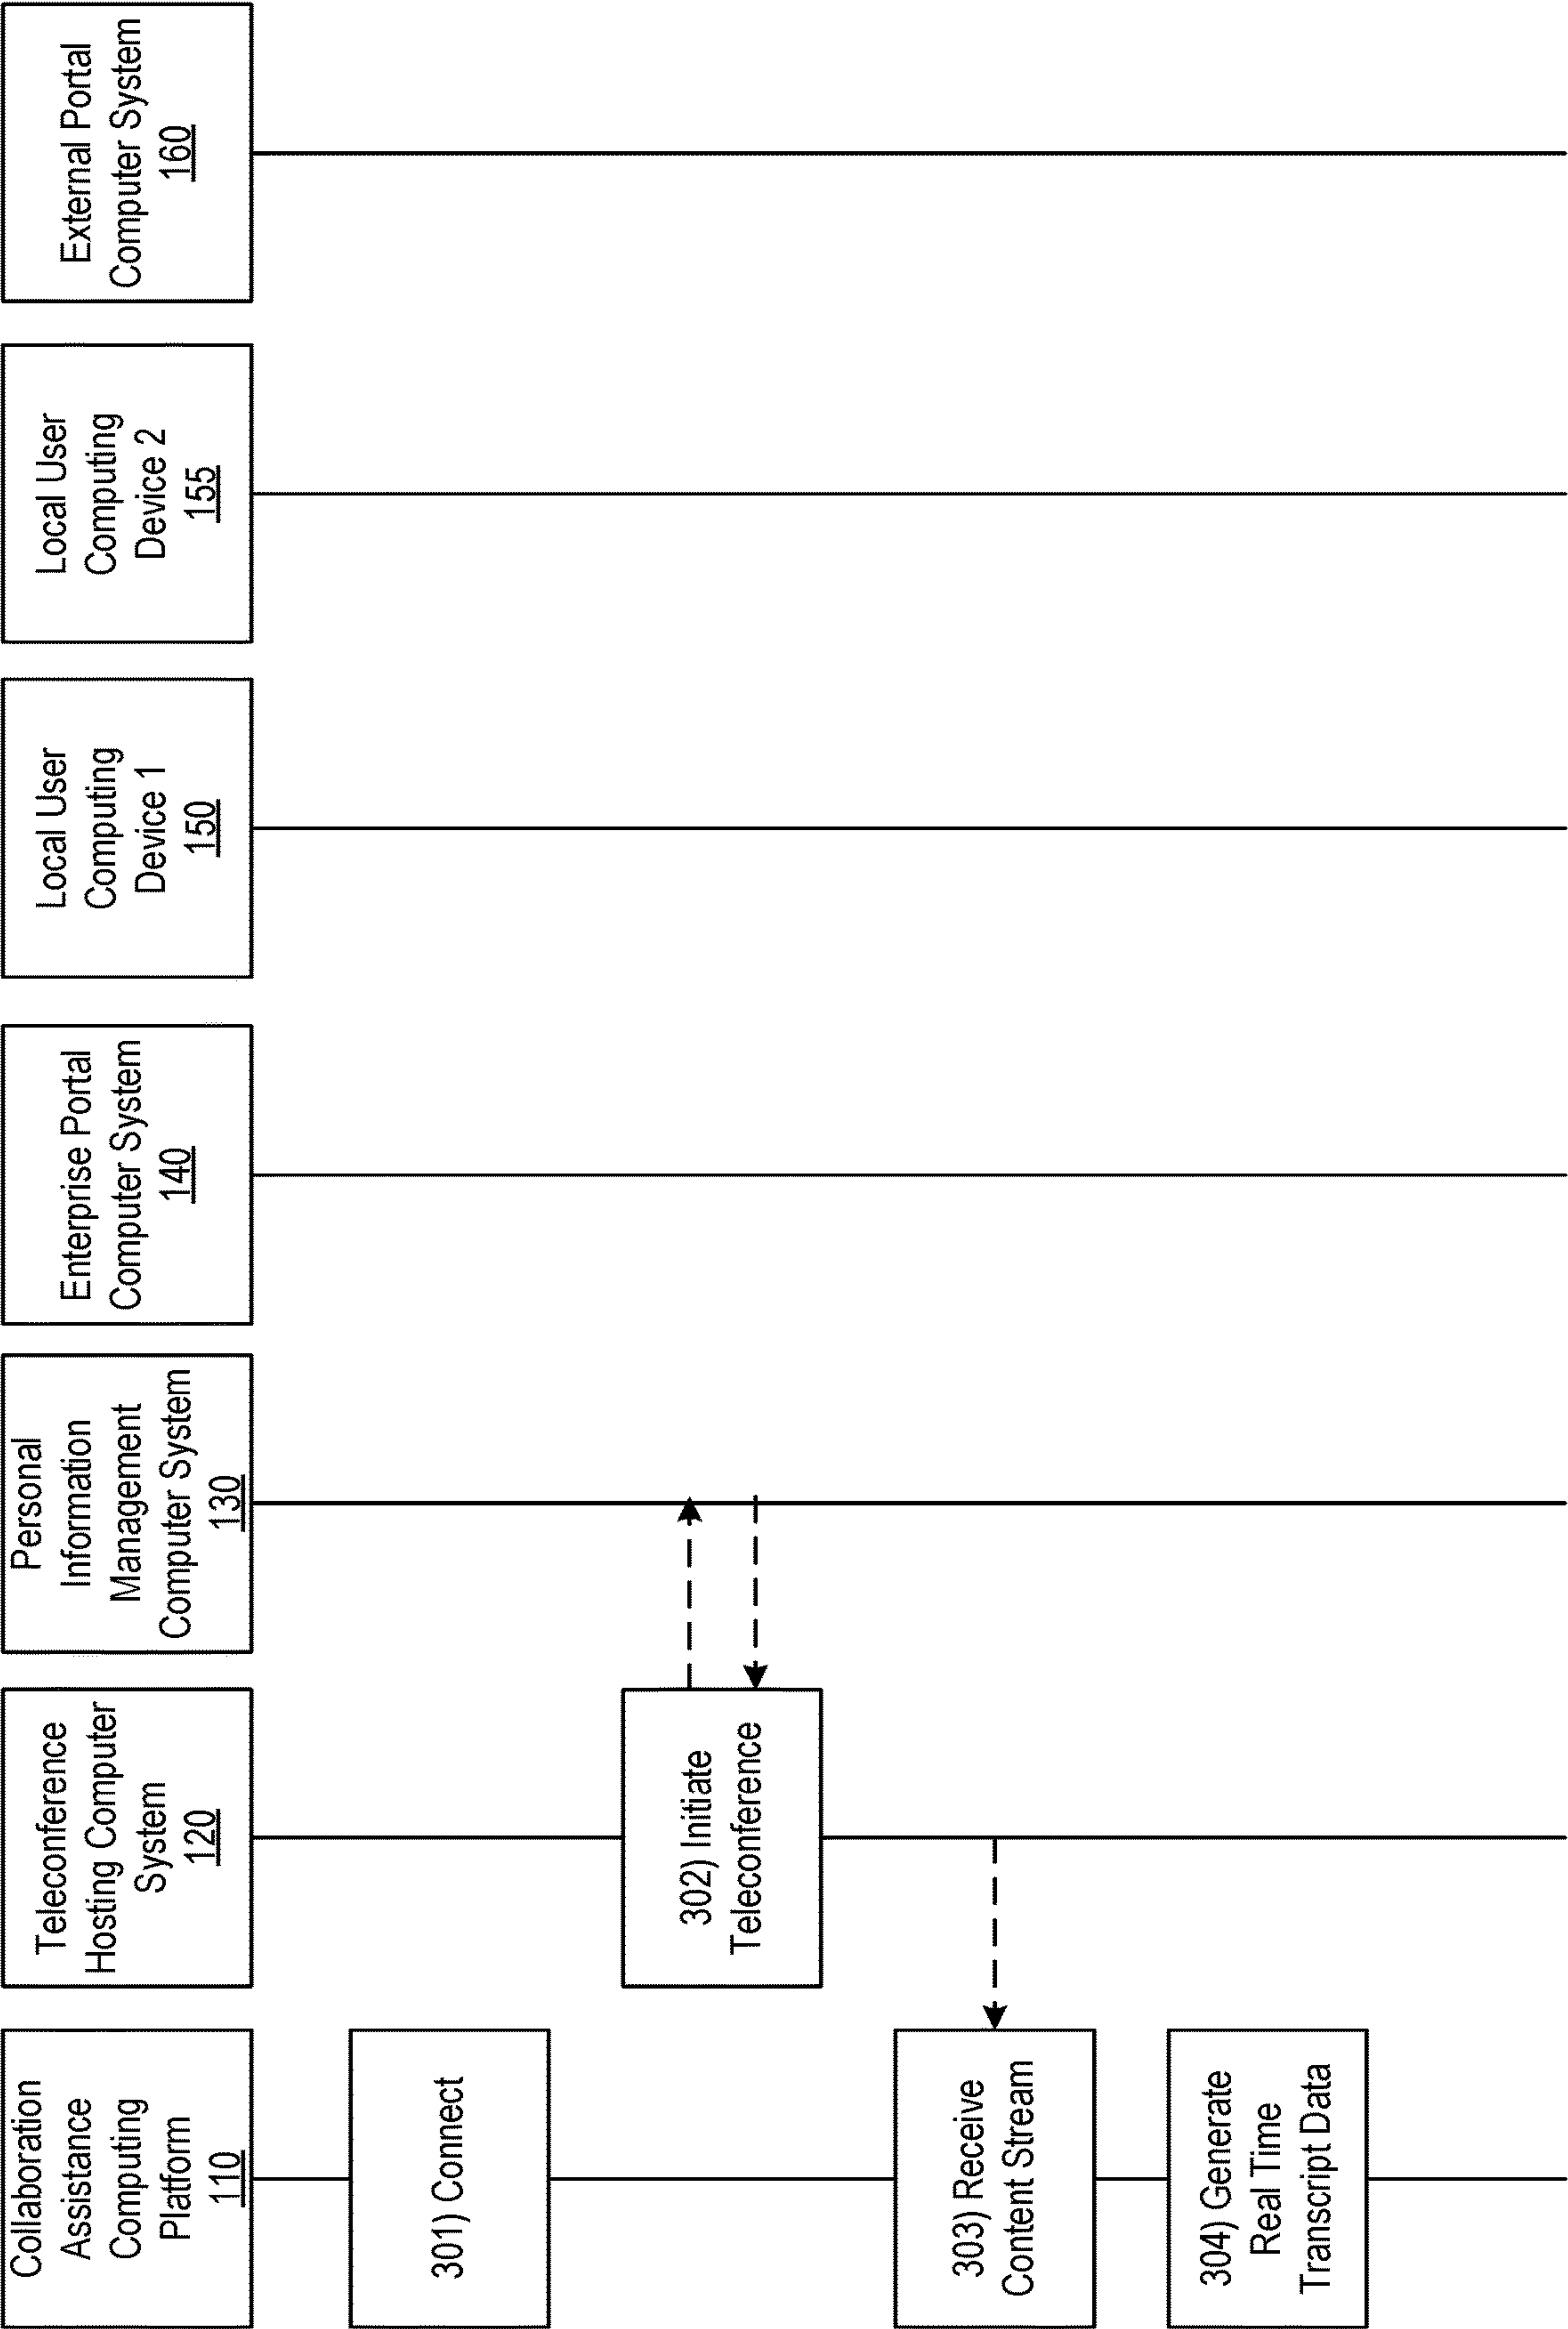 Collaboration
Assistance
Computing
Platform
110
Teleconference
Hosting Computer
System
120
Personal
Information
Management
Computer System
130
Enterprise Portal
Computer System
140
Local User
Computing
Device 1
150
Local User
Computing
Device 2
155
External Portal
Computer System
160
301) Connect
302) Initiate
Teleconference
303) Receive
Content Stream
304) Generate
Real Time
Transcript Data